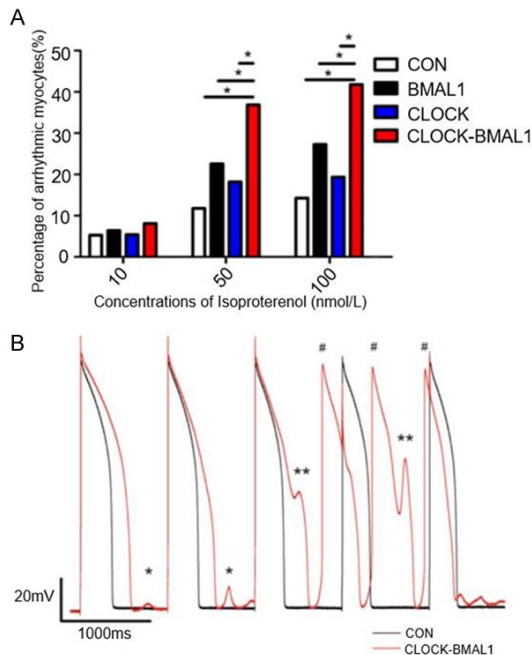 A
Percentage of arrhythmic myocytes(%)
50
40
30
20
10
0
* * *
* * *
CON
BMAL1
CLOCK
CLOCK-BMAL1
10 50 100
Concentrations of Isoproterenol (nmol/L)
B
# # #
** **
* *
20mV
1000ms
CON
CLOCK-BMAL1